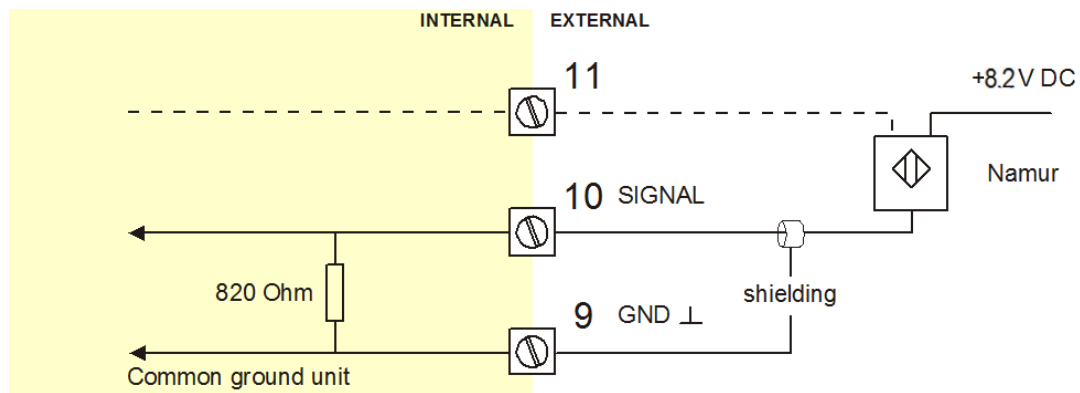 INTERNAL EXTERNAL
11
+8.2V DC
Namur
10 SIGNAL
820 Ohm
shielding
9 GND ⊥
Common ground unit